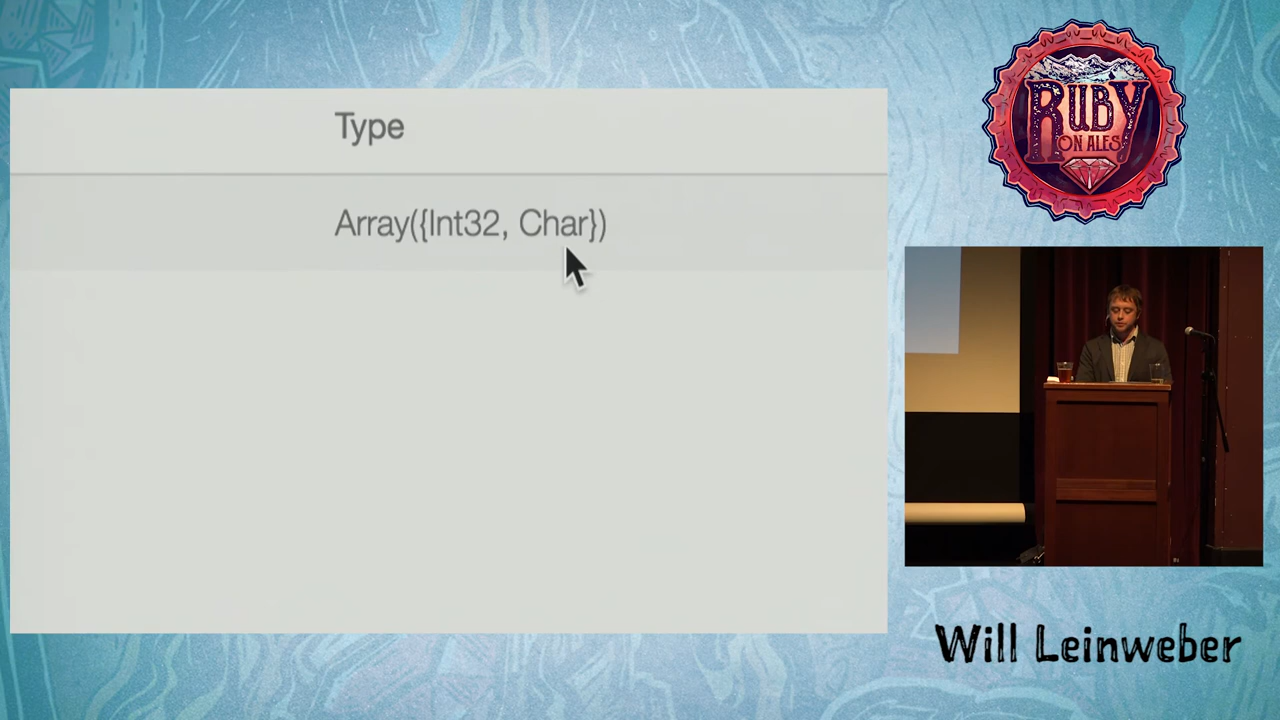 Type
Array({Int32, Char})
RUBY
ON ALES
Will Leinweber